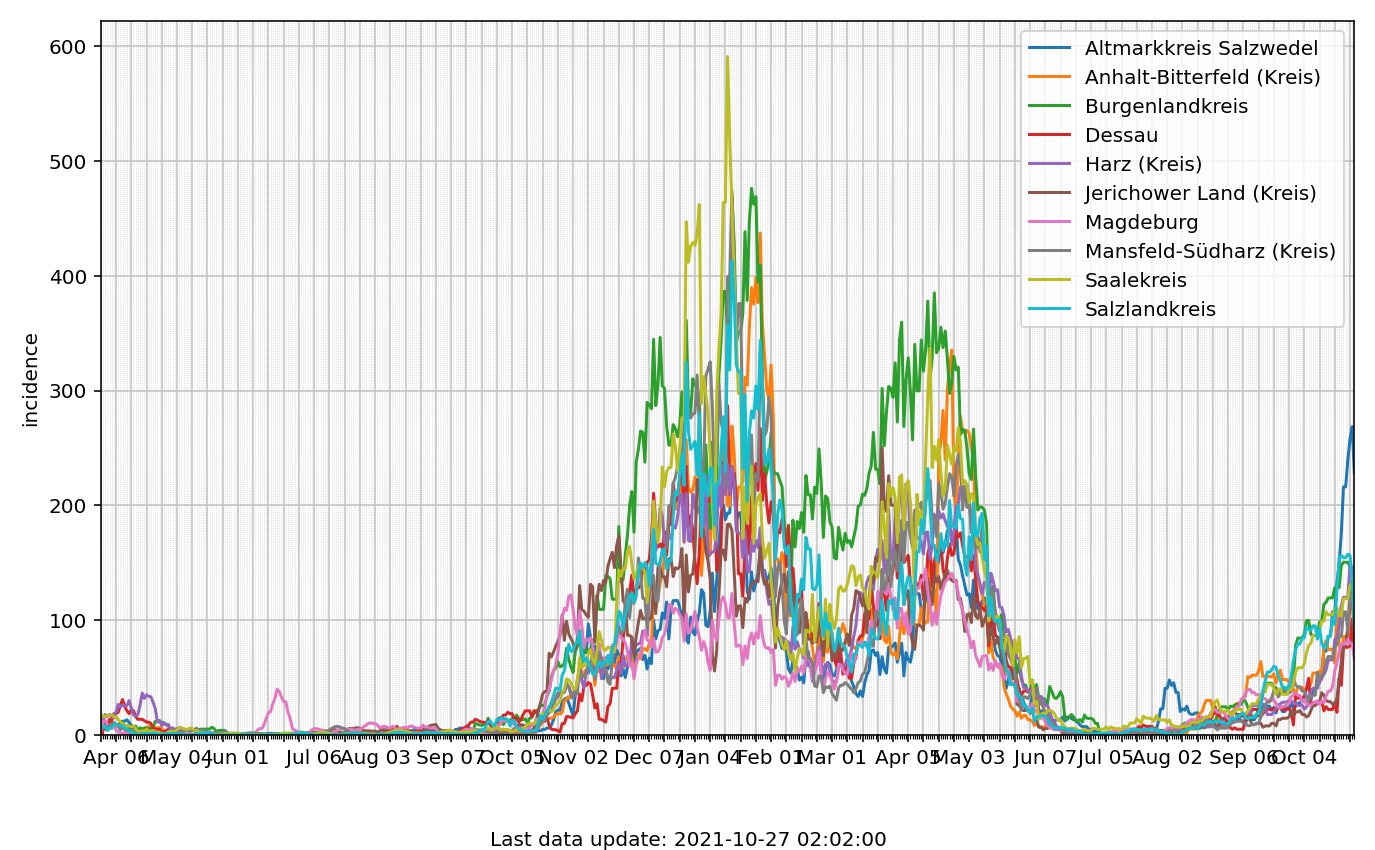 600
500
400
300
200
100
0
incidence
Altmarkkreis Salzwedel
Anhalt-Bitterfeld (Kreis)
Burgenlandkreis
Dessau
Harz (Kreis)
Jerichower Land (Kreis)
Magdeburg
Mansfeld-Südharz (Kreis)
Saalekreis
Salzlandkreis
Apr 06 May 04 Jun 01 Jul 06 Aug 03 Sep 07 Oct 05 Nov 02 Dec 07 Jan 04 Feb 01 Mar 01 Apr 05 May 03 Jun 07 Jul 05 Aug 02 Sep 06 Oct 04
Last data update: 2021-10-27 02:02:00